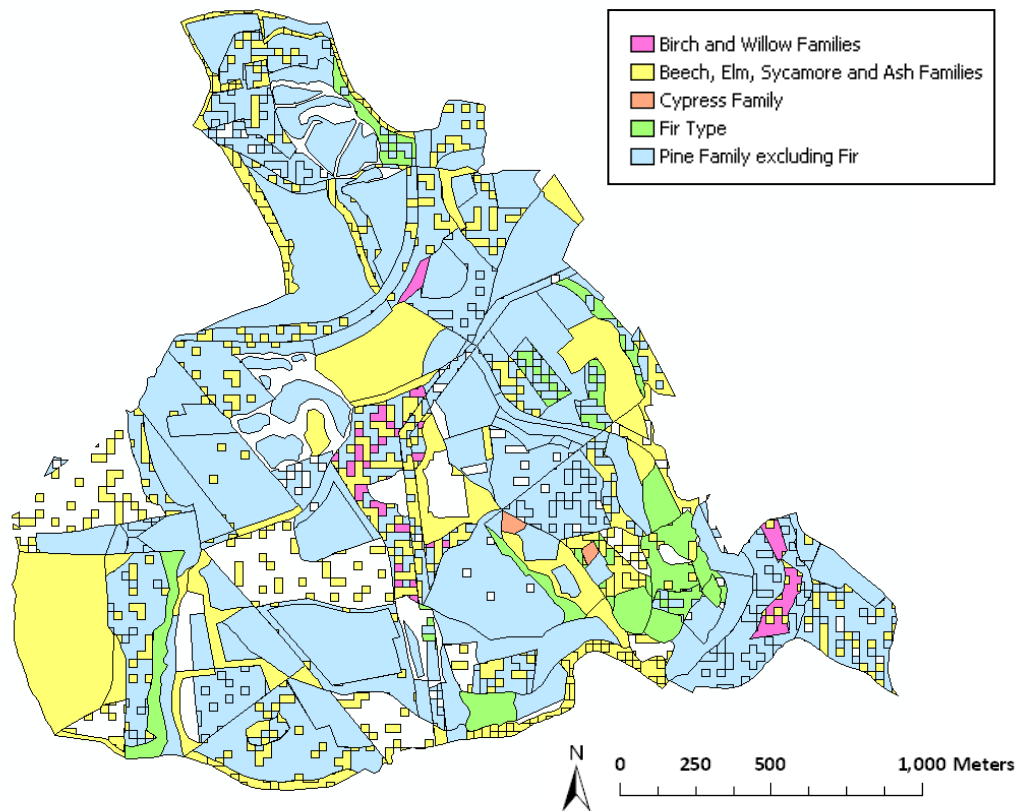 Birch and Willow Families
Beech, Elm, Sycamore and Ash Families
Cypress Family
Fir Type
Pine Family excluding Fir
N
0 250 500 1,000 Meters